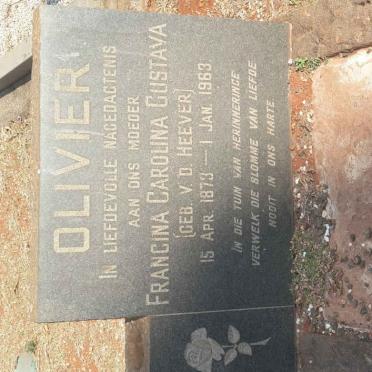 OLIVIER
IN LIEFDEVOLLE NAGEDAGTENIS
AAN ONS MOEDER
FRANCINA CAROLINA GUSTAVA
(GEB. V. D. HEEVER)
15 APR. 1873 — 1 JAN. 1963
IN DIE TUIN VAN HERINNERINGE
VERWELK DIE BLOMME VAN LIEFDE
NOOIT IN ONS HARTE